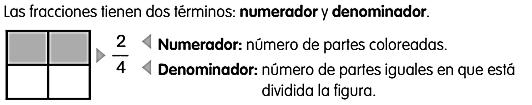 Las fracciones tienen dos términos: numerador y denominador.
2
4
Numerador: número de partes coloreadas.
Denominador: número de partes iguales en que está
dividida la figura.